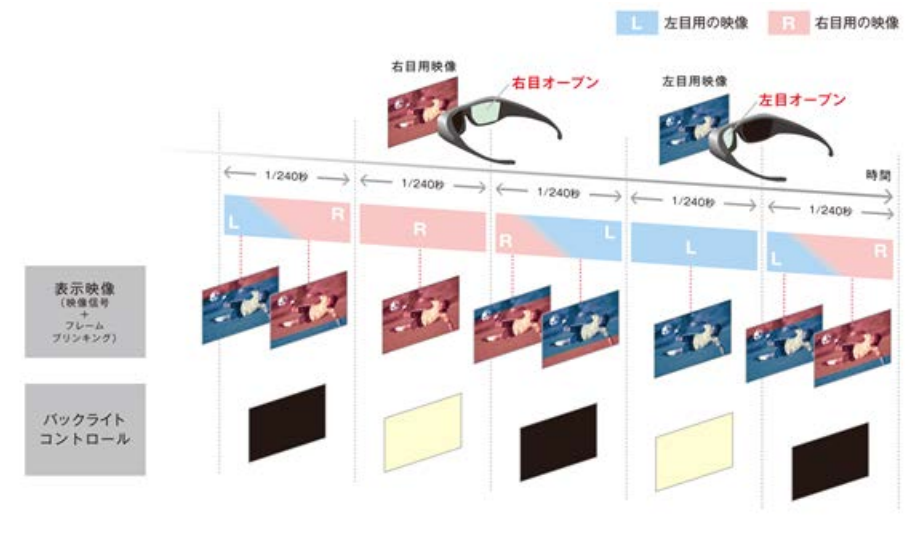 L 左目用の映像 R 右目用の映像
右目用映像
右目オープン
左目用映像
左目オープン
時間
1/240秒 1/240秒 1/240秒 1/240秒 1/240秒
L R R R L L L R
表示映像
(映像信号
+
フレーム
ブリンキング)
バックライト
コントロール